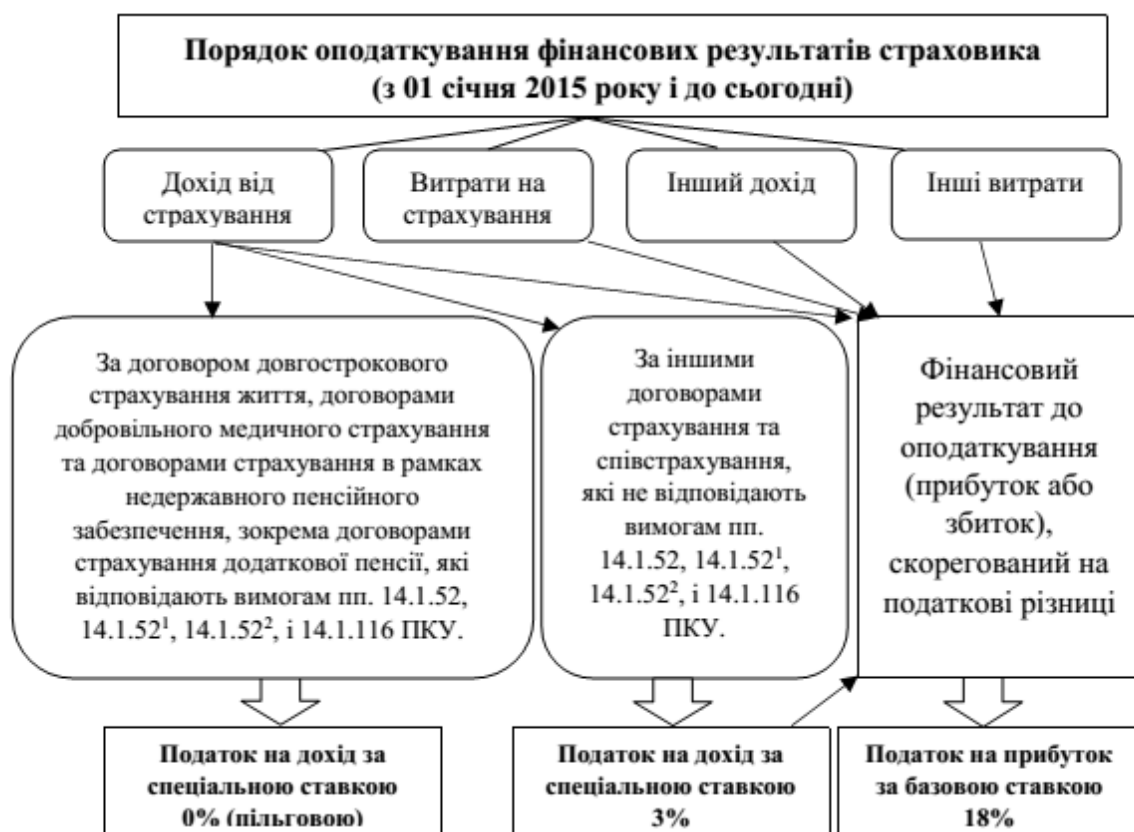 Порядок оподаткування фінансових результатів страховика
(з 01 січня 2015 року і до сьогодні)
Дохід від
страхування
Витрати на
страхування
Інший дохід
Інші витрати
За договором довгострокового
страхування життя, договорами
добровільного медичного страхування
та договорами страхування в рамках
недержавного пенсійного
забезпечення, зокрема договорами
страхування додаткової пенсії, які
відповідають вимогам пп. 14.1.52,
14.1.52¹, 14.1.52², і 14.1.116 ПКУ.
За іншими
договорами
страхування та
співстрахування,
які не відповідають
вимогам пп.
14.1.52, 14.1.52¹,
14.1.52², і 14.1.116
ПКУ.
Фінансовий
результат до
оподаткування
(прибуток або
збиток),
скорегований на
податкові різниці
Податок на дохід за
спеціальною ставкою
0% (пільговою)
Податок на дохід за
спеціальною ставкою
3%
Податок на прибуток
за базовою ставкою
18%